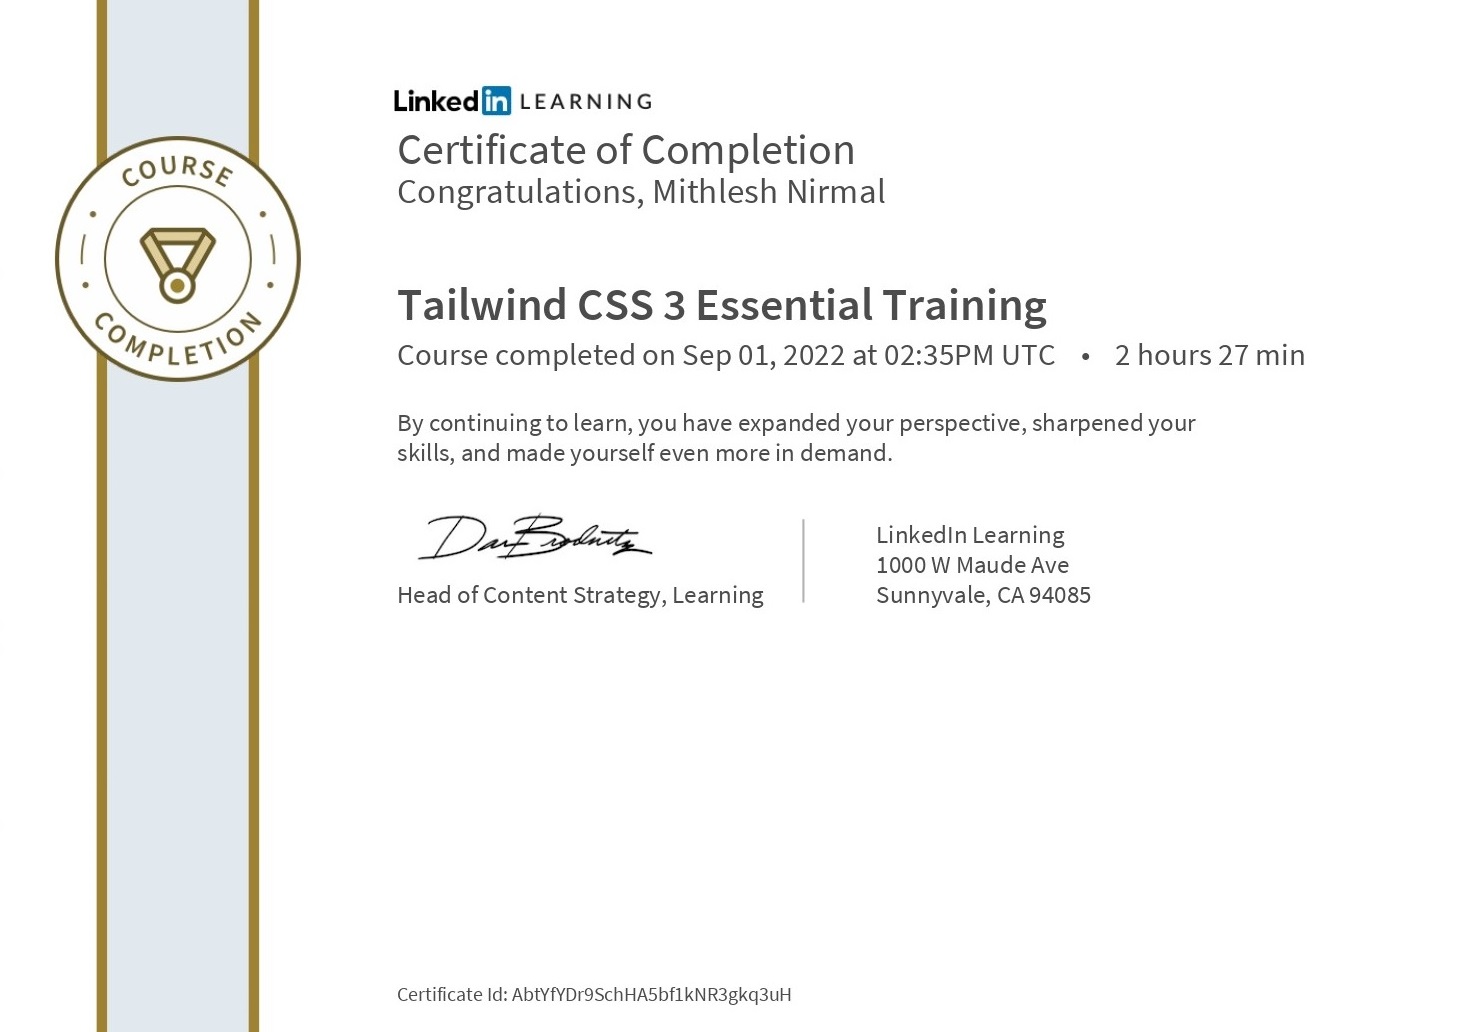 COURSE
COMPLETION
Linked in LEARNING
Certificate of Completion
Congratulations, Mithlesh Nirmal
Tailwind CSS 3 Essential Training
Course completed on Sep 01, 2022 at 02:35PM UTC • 2 hours 27 min
By continuing to learn, you have expanded your perspective, sharpened your
skills, and made yourself even more in demand.
Head of Content Strategy, Learning
LinkedIn Learning
1000 W Maude Ave
Sunnyvale, CA 94085
Certificate Id: AbtYfYDr9SchHA5bf1kNR3gkq3uH